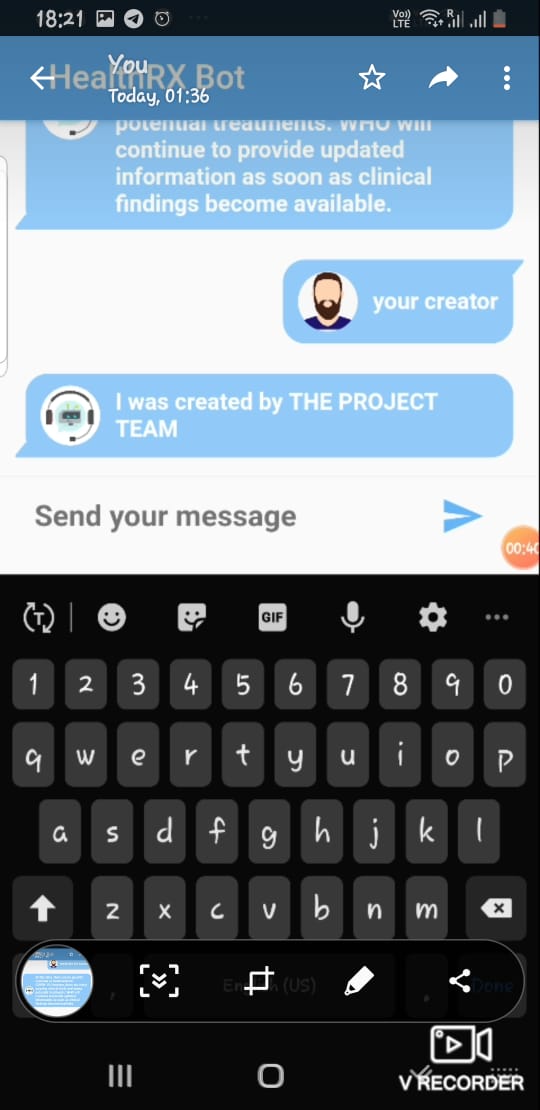 18:21
Vo))
LTE
R
HealthRX Bot
You
Today, 01:36
potential treatments. WHO will
continue to provide updated
information as soon as clinical
findings become available.
your creator
I was created by THE PROJECT
TEAM
Send your message
00:40
T
GIF
1 2 3 4 5 6 7 8 9 0
q w e r t y u i o p
a s d f g h j k l
z x c v b n m
, English (US) . Done
V RECORDER